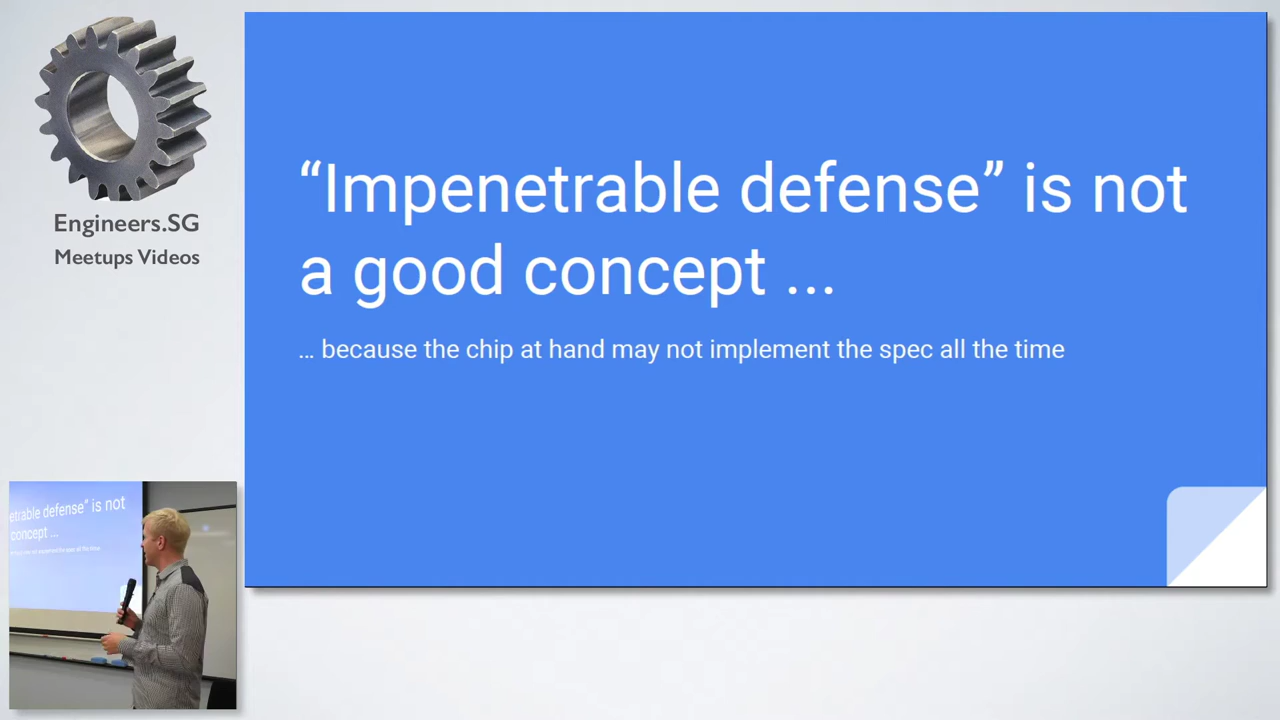 Engineers.SG
Meetups Videos
“Impenetrable defense” is not
a good concept ...
... because the chip at hand may not implement the spec all the time
etrable defense” is not
concept ...